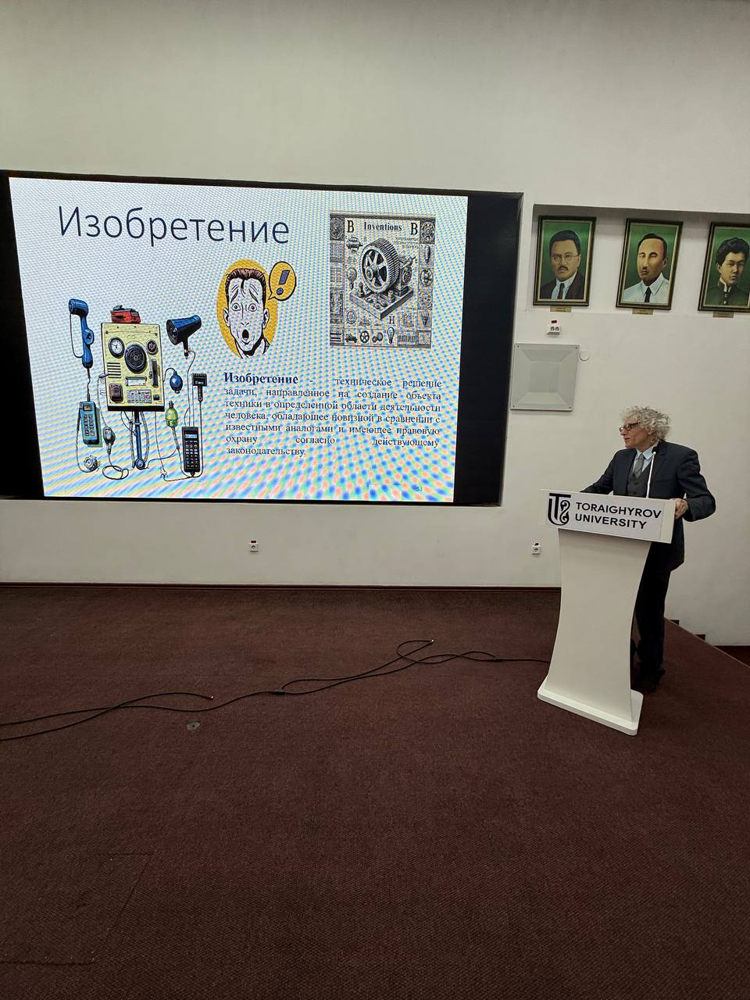 Изобретение
B Inventions B
H
Изобретение - техническое решение
задачи, направленное на создание объекта
техники в определенной области деятельности
человека, обладающее новизной в сравнении с
известными аналогами и имеющее правовую
охрану согласно действующему
законодательству.
53
TORAIGHYROV
UNIVERSITY